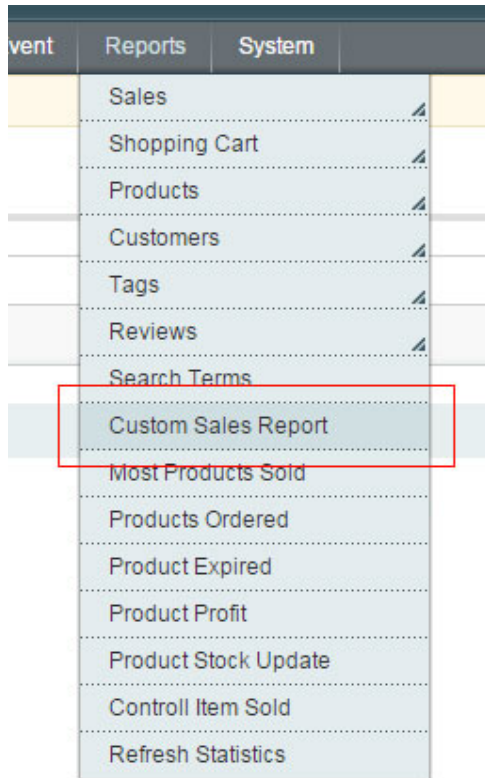 vent Reports System
Sales
Shopping Cart
Products
Customers
Tags
Reviews
Search Terms
Custom Sales Report
Most Products Sold
Products Ordered
Product Expired
Product Profit
Product Stock Update
Controll Item Sold
Refresh Statistics